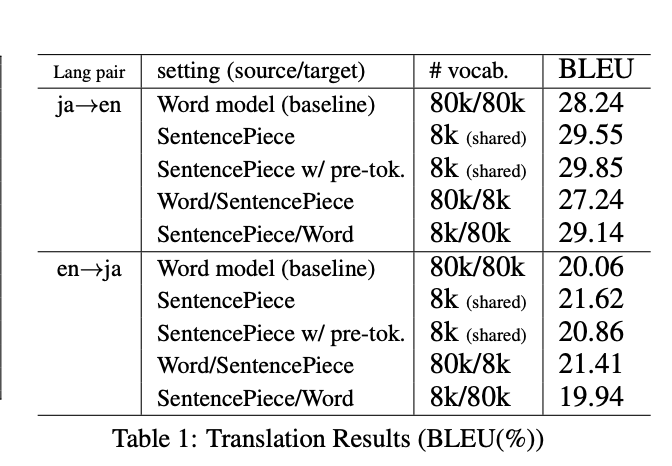 Lang pair setting (source/target) # vocab. BLEU
ja→en Word model (baseline) 80k/80k 28.24
SentencePiece 8k (shared) 29.55
SentencePiece w/ pre-tok. 8k (shared) 29.85
Word/SentencePiece 80k/8k 27.24
SentencePiece/Word 8k/80k 29.14
en→ja Word model (baseline) 80k/80k 20.06
SentencePiece 8k (shared) 21.62
SentencePiece w/ pre-tok. 8k (shared) 20.86
Word/SentencePiece 80k/8k 21.41
SentencePiece/Word 8k/80k 19.94
Table 1: Translation Results (BLEU(%))